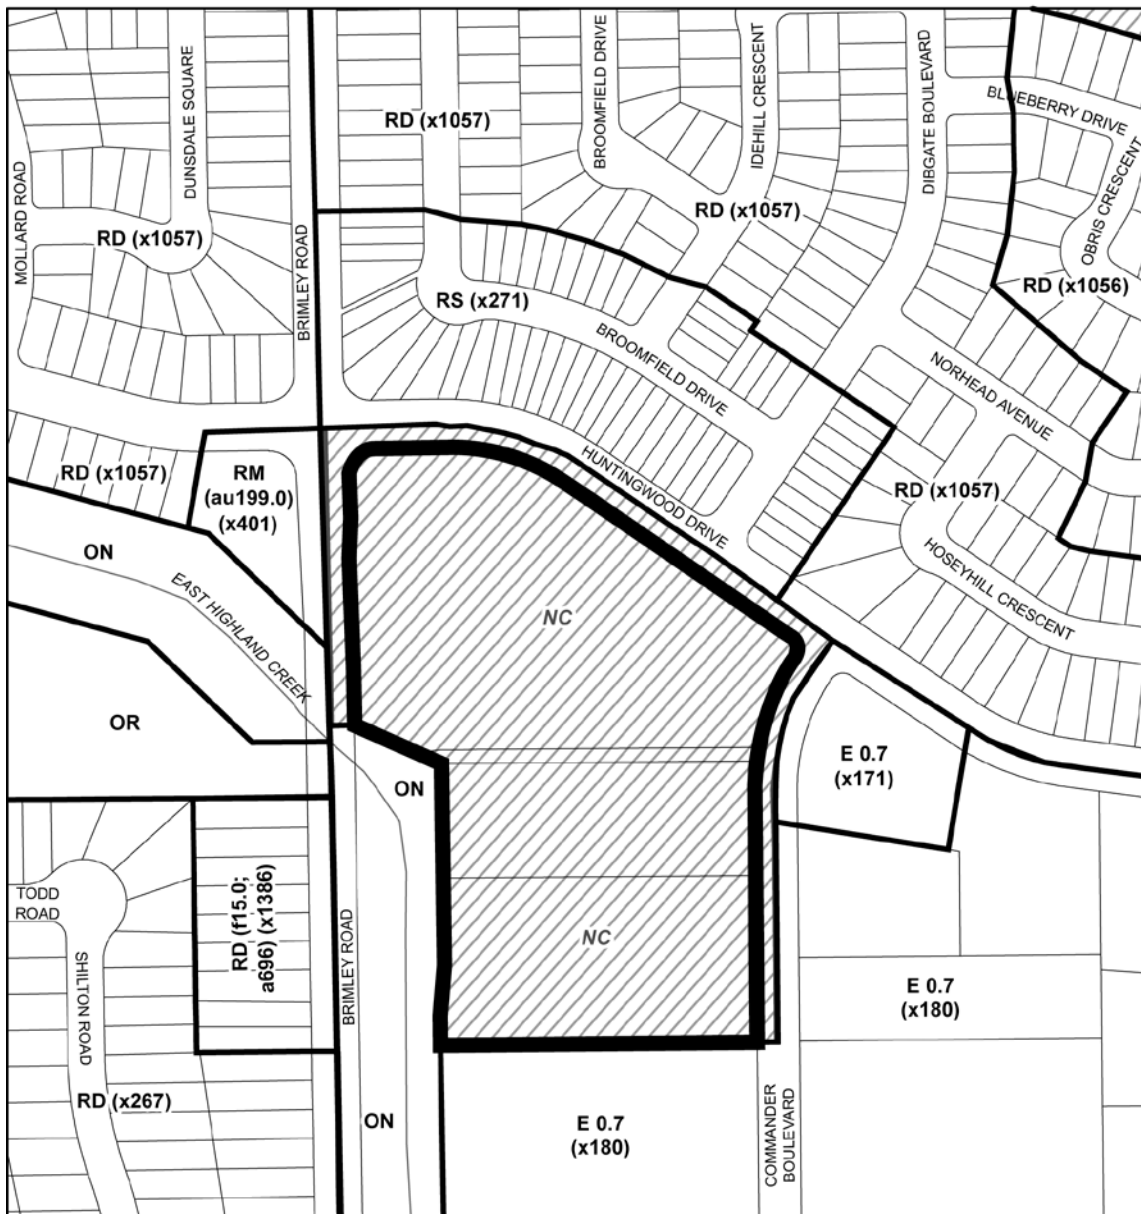 DUNSDALE SQUARE
MOLLARD ROAD
RD (x1057)
BRIMLEY ROAD
RD (x1057)
BROOMFIELD DRIVE
IDEHILL CRESCENT
DIBGATE BOULEVARD
BLUEBERRY DRIVE
OBRIS CRESCENT
RD (x1057)
RD (x1056)
RS (x271)
BROOMFIELD DRIVE
NORHEAD AVENUE
HUNTINGWOOD DRIVE
RD (x1057)
RM
(au199.0)
(x401)
RD (x1057)
HOSEYHILL CRESCENT
ON
EAST HIGHLAND CREEK
NC
OR
ON
E 0.7
(x171)
TODD
ROAD
SHILTON ROAD
RD (f15.0;
a696) (x1386)
BRIMLEY ROAD
NC
E 0.7
(x180)
RD (x267)
ON
E 0.7
(x180)
COMMANDER
BOULEVARD